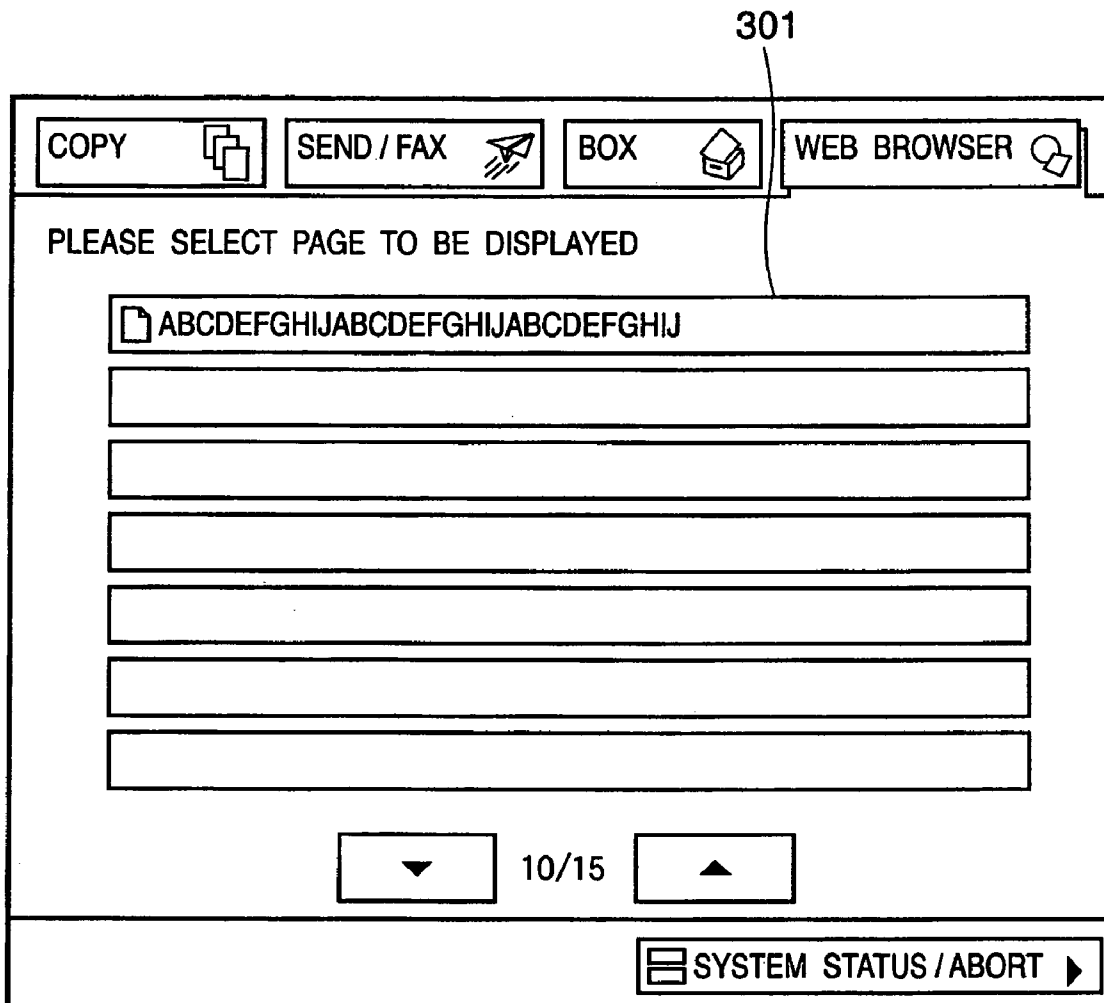 301
COPY SEND / FAX BOX WEB BROWSER
PLEASE SELECT PAGE TO BE DISPLAYED
ABCDEFGHIJABCDEFGHIJABCDEFGHIJ
10/15
SYSTEM STATUS / ABORT